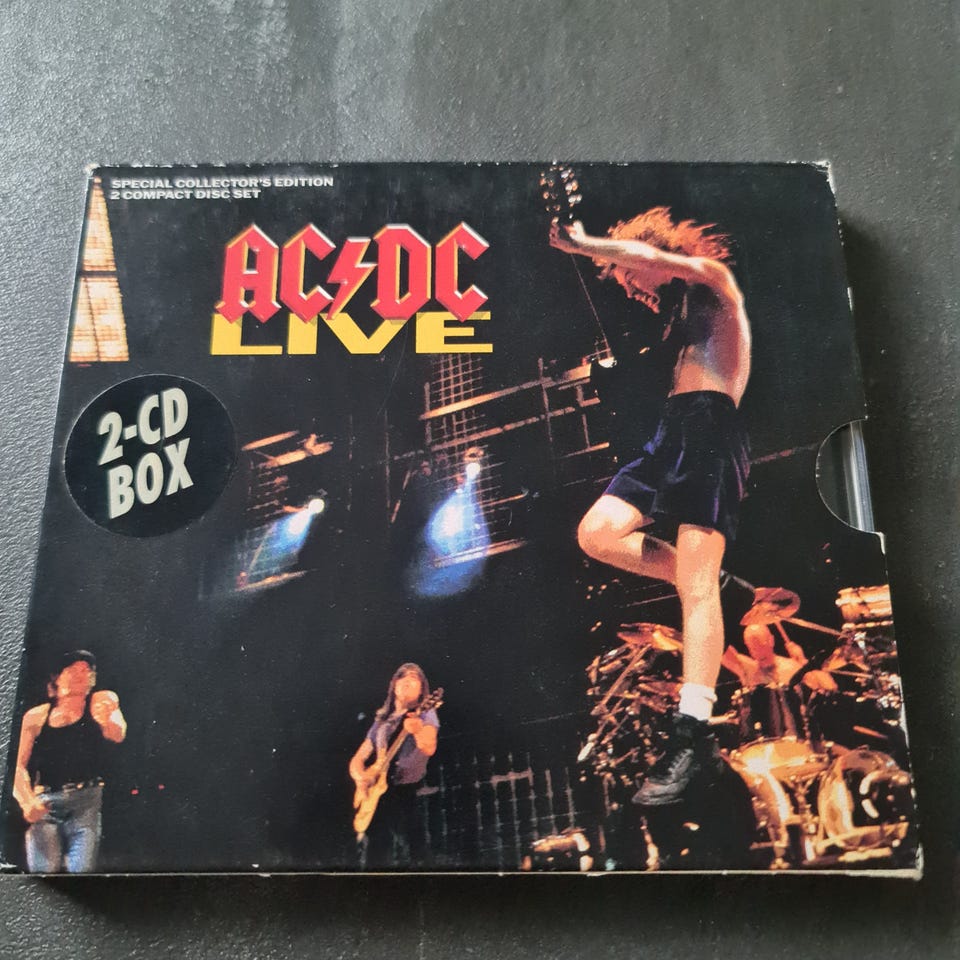 SPECIAL COLLECTOR'S EDITION
2 COMPACT DISC SET
AC⚡DC
LIVE
2-CD
BOX